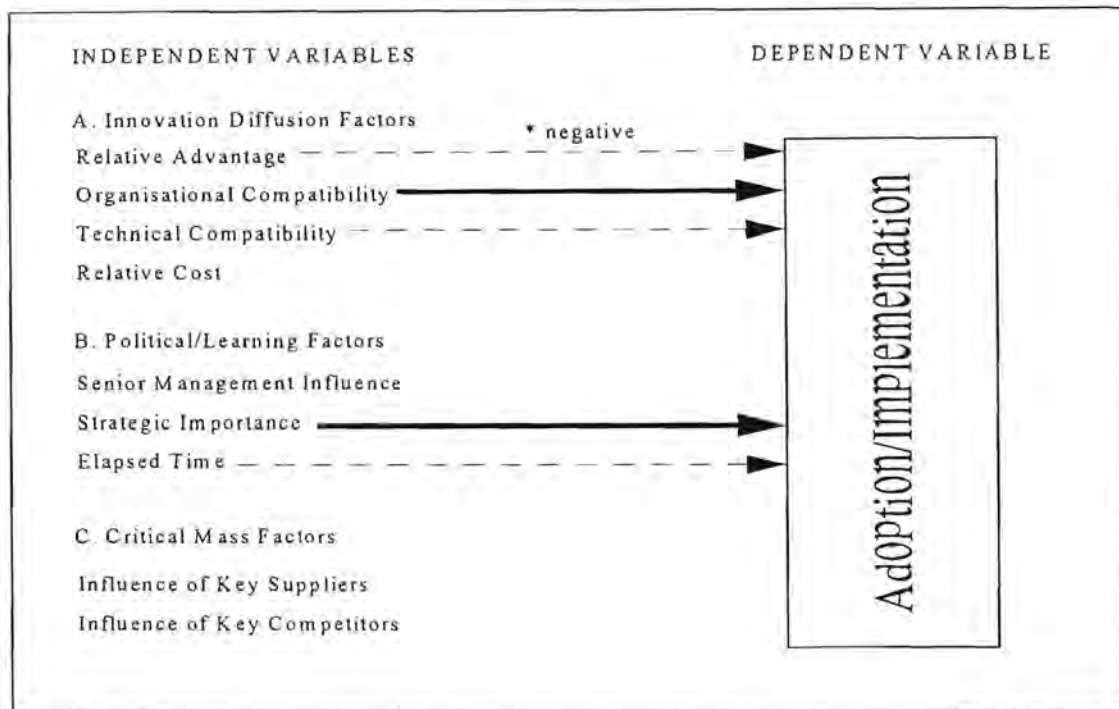 INDEPENDENT VARIABLES
DEPENDENT VARIABLE
A. Innovation Diffusion Factors
* negative
Relative Advantage
Organisational Compatibility
Technical Compatibility
Relative Cost
B. Political/Learning Factors
Senior Management Influence
Strategic Importance
Elapsed Time
C. Critical Mass Factors
Influence of Key Suppliers
Influence of Key Competitors
Adoption/Implementation